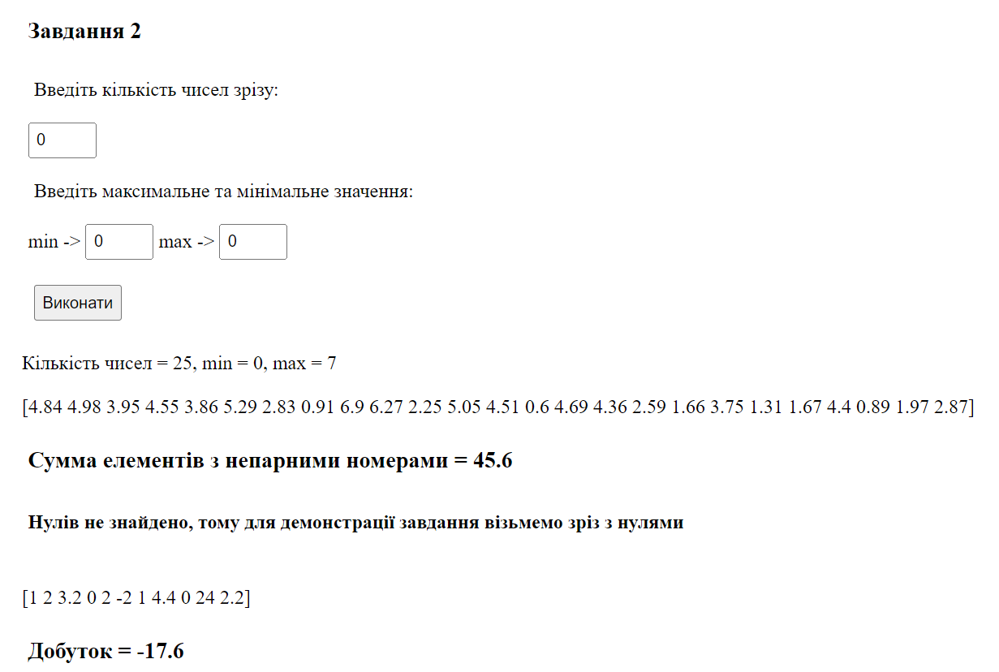 Завдання 2
Введіть кількість чисел зрізу:
0
Введіть максимальне та мінімальне значення:
min -> 0 max -> 0
Виконати
Кількість чисел = 25, min = 0, max = 7
[4.84 4.98 3.95 4.55 3.86 5.29 2.83 0.91 6.9 6.27 2.25 5.05 4.51 0.6 4.69 4.36 2.59 1.66 3.75 1.31 1.67 4.4 0.89 1.97 2.87]
Сумма елементів з непарними номерами = 45.6
Нулів не знайдено, тому для демонстрації завдання візьмемо зріз з нулями
[1 2 3.2 0 2 -2 1 4.4 0 24 2.2]
Добуток = -17.6